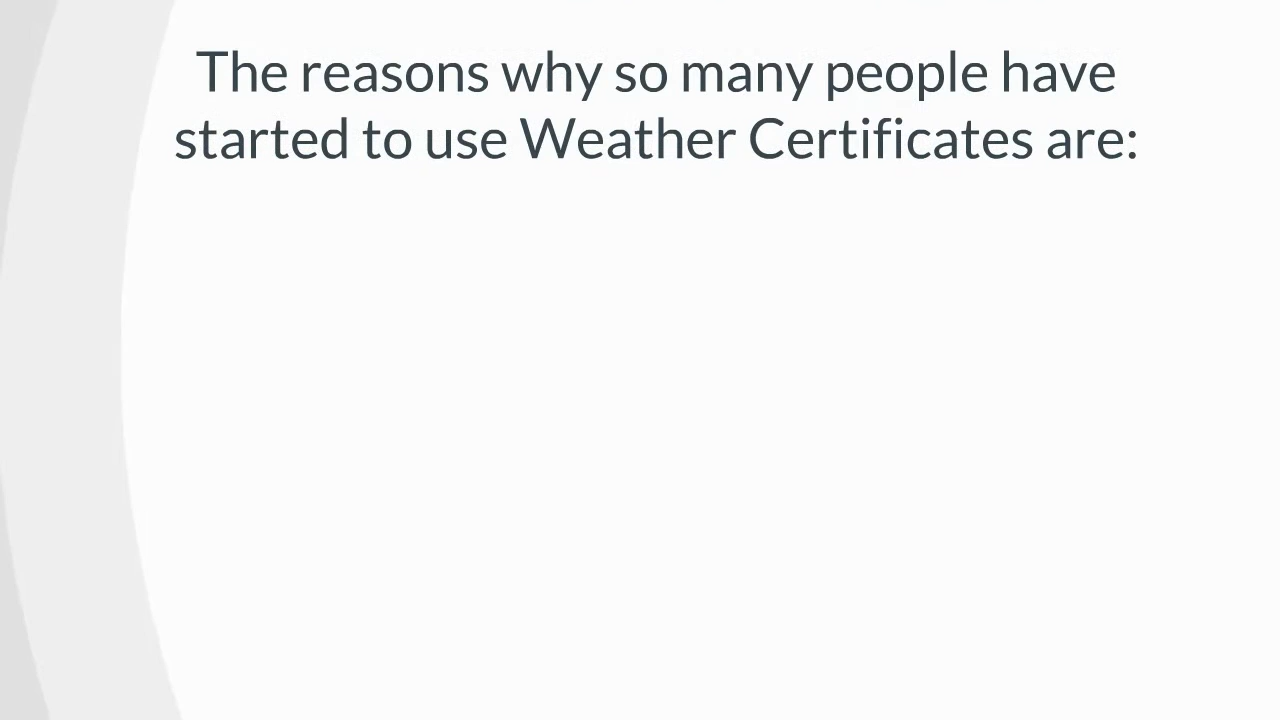 The reasons why so many people have
started to use Weather Certificates are: